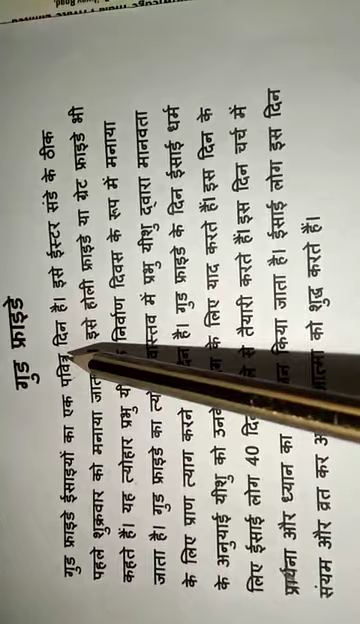 गुड फ्राइडे
गुड फ्राइडे ईसाइयों का एक पवित्र दिन है। इसे ईस्टर संडे के ठीक
पहले शुक्रवार को मनाया जाता इसे होली फ्राइडे या ग्रेट फ्राइडे भी
कहते हैं। यह त्योहार प्रभु निर्वाण दिवस के रूप में मनाया
जाता है। गुड फ्राइडे का वास्तव में प्रभु यीशु द्वारा मानवता
के लिए प्राण त्याग करने है। गुड फ्राइडे के दिन ईसाई धर्म
के अनुयाई यीशु को के लिए याद करते हैं। इस दिन के
लिए ईसाई लोग 40 से तैयारी करते हैं। इस दिन चर्च में
प्रार्थना और ध्यान का किया जाता है। ईसाई लोग इस दिन
संयम और व्रत कर को शुद्ध करते हैं।